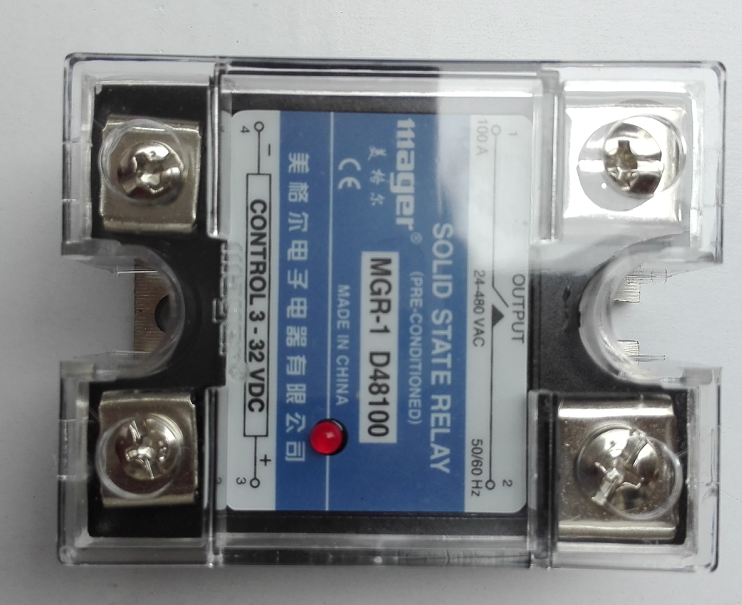 1
2
OUTPUT
100 A
24-480 VAC
50/60 Hz
mager®
美格尔
SOLID STATE RELAY
(PRE-CONDITIONED)
MGR-1 D48100
CE
MADE IN CHINA
美格尔电子电器有限公司
CONTROL 3 - 32 VDC
4
−
+
3